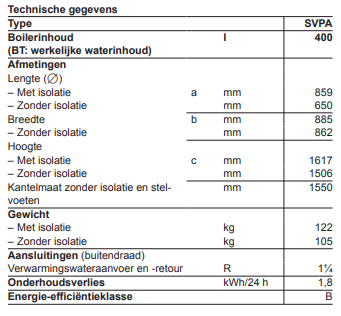 Technische gegevens
Type SVPA
Boilerinhoud l 400
(BT: werkelijke waterinhoud)
Afmetingen
Lengte (∅)
– Met isolatie a mm 859
– Zonder isolatie mm 650
Breedte b mm 885
– Zonder isolatie mm 862
Hoogte
– Met isolatie c mm 1617
– Zonder isolatie mm 1506
Kantelmaat zonder isolatie en stel- mm 1550
voeten
Gewicht
– Met isolatie kg 122
– Zonder isolatie kg 105
Aansluitingen (buitendraad)
Verwarmingswateraanvoer en -retour R 1¼
Onderhoudsverlies kWh/24 h 1,8
Energie-efficiëntieklasse B